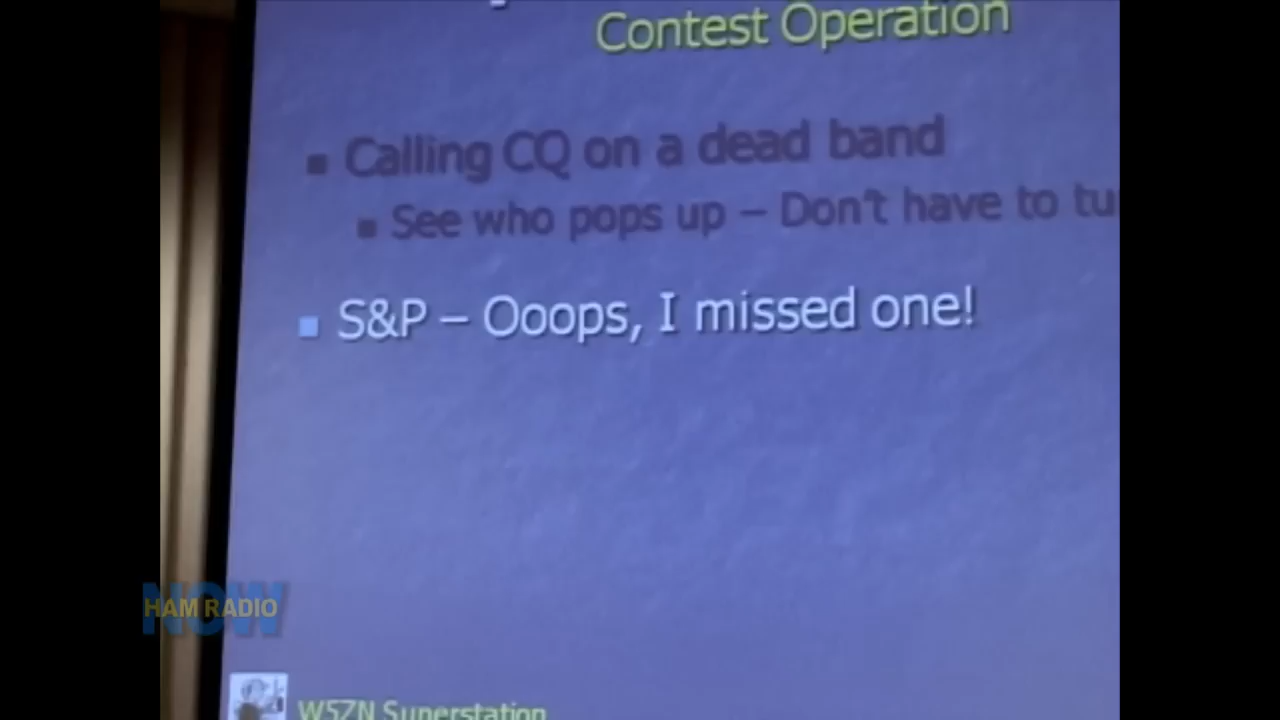 Contest Operation
Calling CQ on a dead band
See who pops up – Don't have to tu
S&P – Ooops, I missed one!
NOW
HAM RADIO
W5ZN Superstation